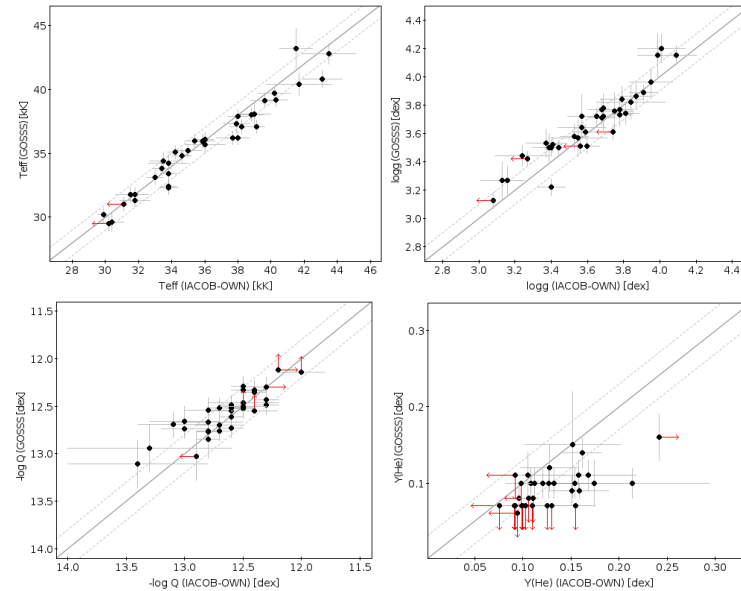 45
40
35
30
Teff (GOSSS) [kK]
28 30 32 34 36 38 40 42 44 46
Teff (IACOB-OWN) [kK]
4.4
4.2
4.0
3.8
3.6
3.4
3.2
3.0
2.8
logg (GOSSS) [dex]
2.8 3.0 3.2 3.4 3.6 3.8 4.0 4.2 4.4
logg (IACOB-OWN) [dex]
11.5
12.0
12.5
13.0
13.5
14.0
-log Q (GOSSS [dex]
14.0 13.5 13.0 12.5 12.0 11.5
-log Q (IACOB-OWN) [dex]
0.3
0.2
0.1
Y(He) (GOSSS) [dex]
0.05 0.10 0.15 0.20 0.25 0.30
Y(He) (IACOB-OWN) [dex]